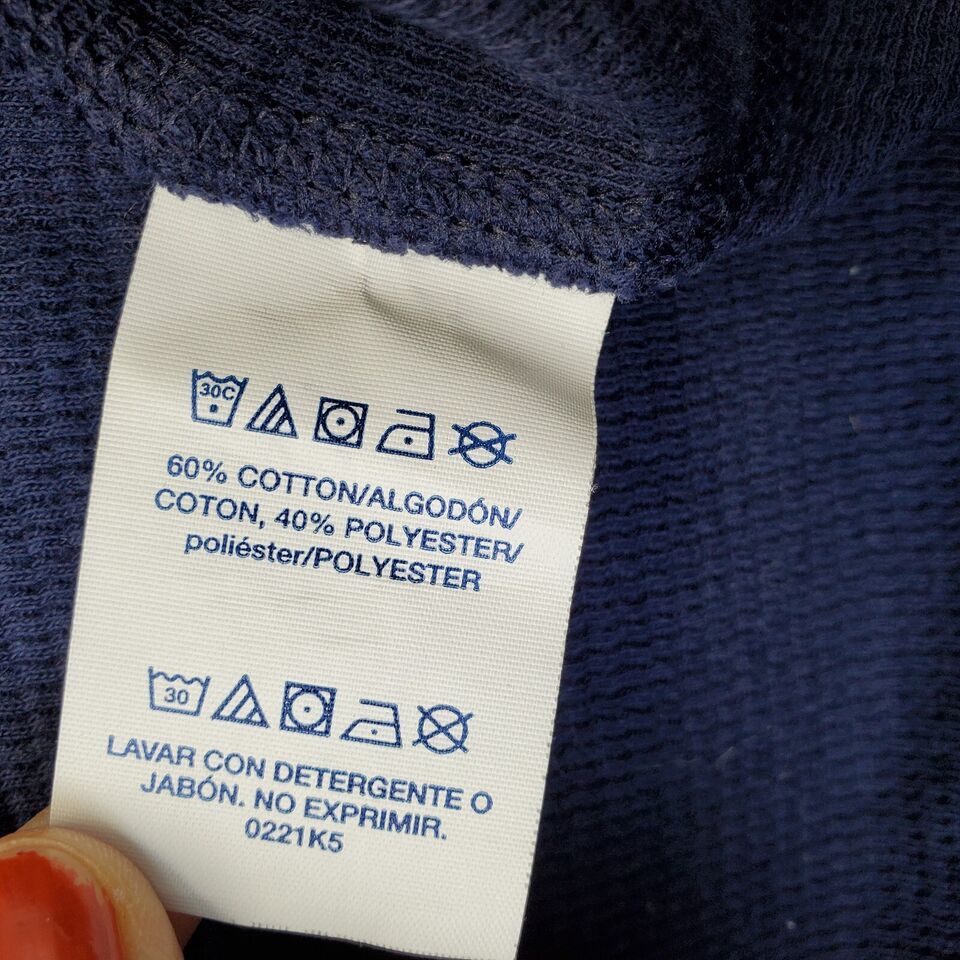 30C
60% COTTON/ALGODÓN/
COTON, 40% POLYESTER/
poliéster/POLYESTER
30
LAVAR CON DETERGENTE O
JABÓN. NO EXPRIMIR.
0221K5